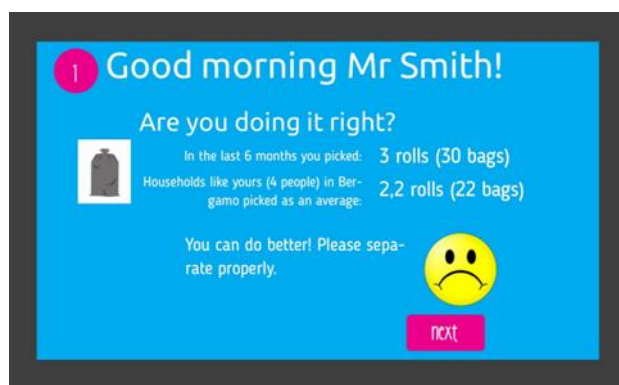 1
Good morning Mr Smith!
Are you doing it right?
In the last 6 months you picked:
3 rolls (30 bags)
Households like yours (4 people) in Ber-
gamo picked as an average:
2,2 rolls (22 bags)
You can do better! Please sepa-
rate properly.
next